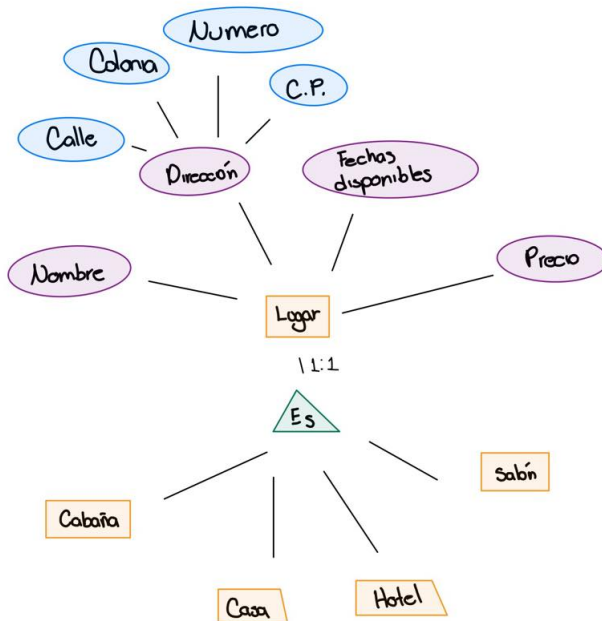 Numero
Colonia
C.P.
Calle
Dirección
Fechas
disponibles
Nombre
Precio
Lugar
1:1
Es
Salón
Cabaña
Casa
Hotel